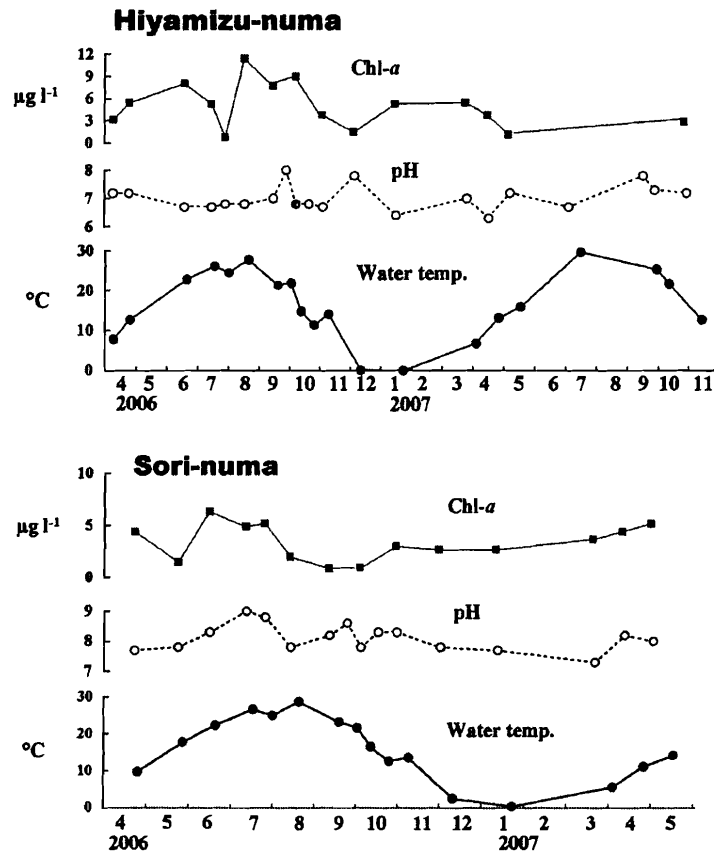 Hiyamizu-numa
12
9
6
3
0
µg l⁻¹
Chl-a
8
7
6
pH
30
20
10
0
°C
Water temp.
4 5 6 7 8 9 10 11 12 1 2 3 4 5 7 9 10 11
2006 2007
Sori-numa
10
5
0
µg l⁻¹
Chl-a
9
8
7
pH
30
20
10
0
°C
Water temp.
4 5 6 7 8 9 10 11 12 1 2 3 4 5
2006 2007